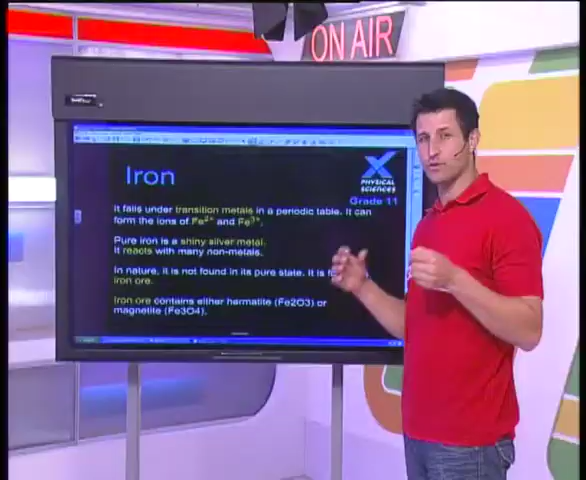 ON AIR
Iron
X
PHYSICAL
SCIENCES
Grade 11
It falls under transition metals in a periodic table. It can
form the ions of Fe²⁺ and Fe³⁺.
Pure iron is a shiny silver metal.
It reacts with many non-metals.
In nature, it is not found in its pure state. It is
iron ore.
Iron ore contains either hematite (Fe2O3) or
magnetite (Fe3O4).